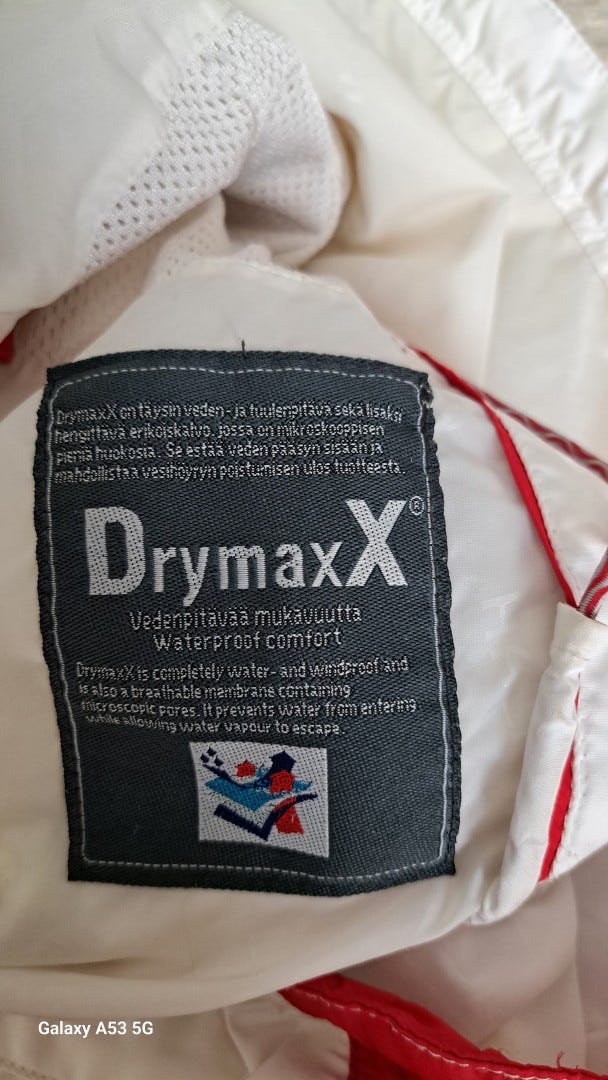 DrymaxX on täysin veden - ja tuulenpitävä sekä lisäksi
hengittävä erikoiskalvo, jossa on mikroskooppisen
pieniä huokosia. Se estää veden pääsyn sisään ja
mahdollistaa vesihöyryn poistumisen ulos tuotteesta.
DrymaxX®
Vedenpitävää mukavuutta
Waterproof comfort
DrymaxX is completely water- and windproof and
is also a breathable membrane containing
microscopic pores. It prevents water from entering
while allowing water vapour to escape.
Galaxy A53 5G